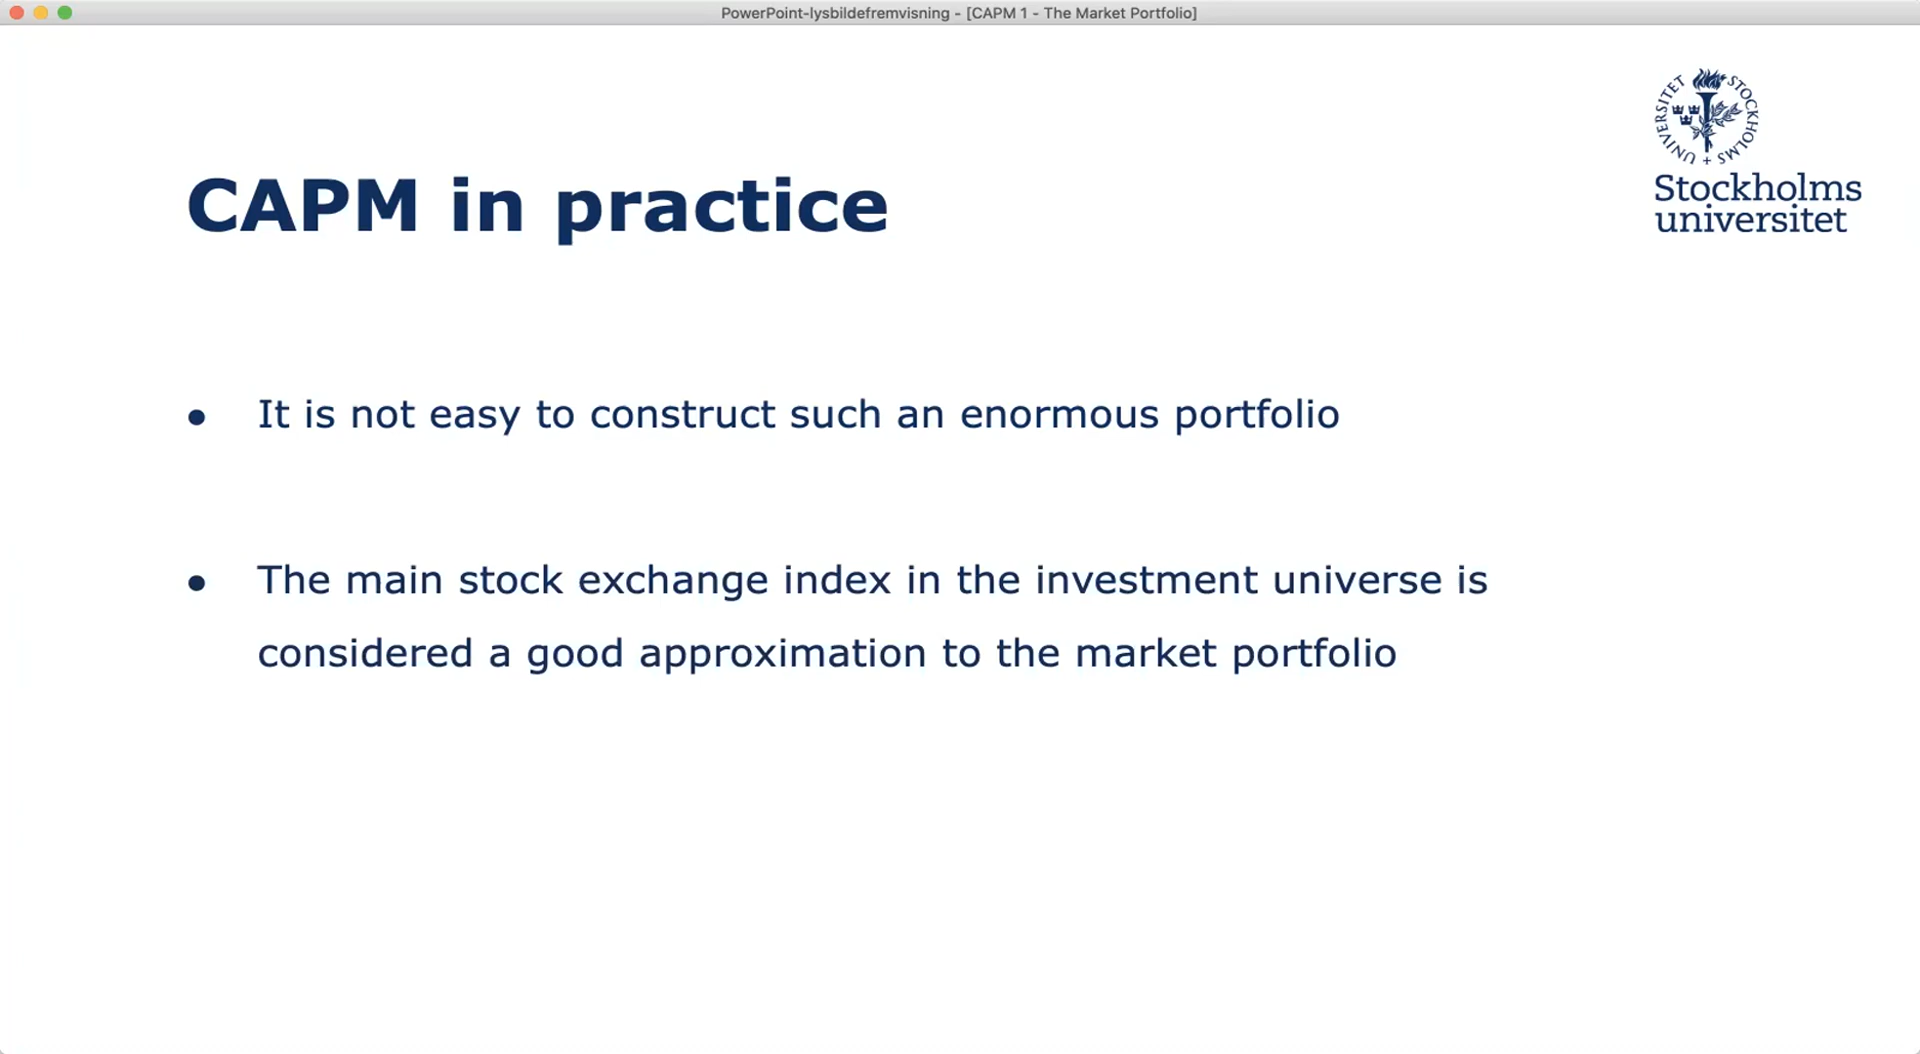 PowerPoint-lysbildefremvisning - [CAPM 1 - The Market Portfolio]
STOCKHOLMS + UNIVERSITET
Stockholms
universitet
CAPM in practice
• It is not easy to construct such an enormous portfolio
• The main stock exchange index in the investment universe is
considered a good approximation to the market portfolio